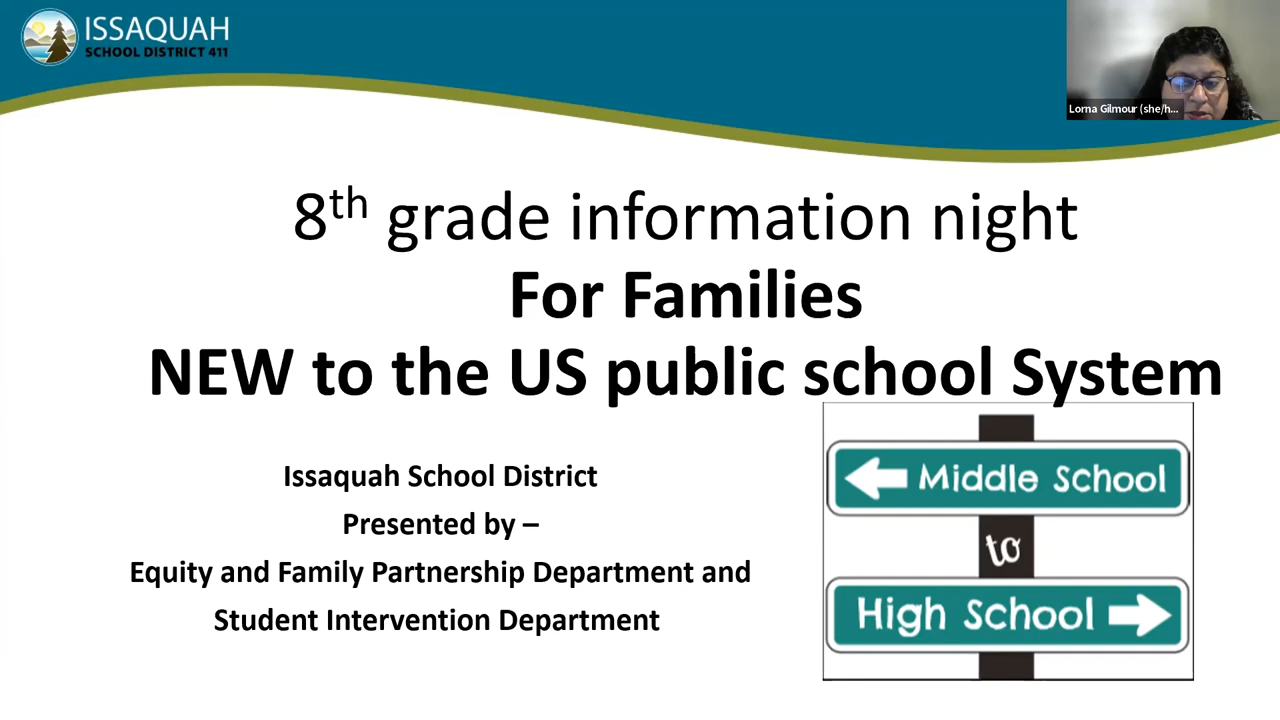 ISSAQUAH
SCHOOL DISTRICT 411
Lorna Gilmour (she/h...
8th grade information night
For Families
NEW to the US public school System
Issaquah School District
Presented by –
Equity and Family Partnership Department and
Student Intervention Department
Middle School
to
High School